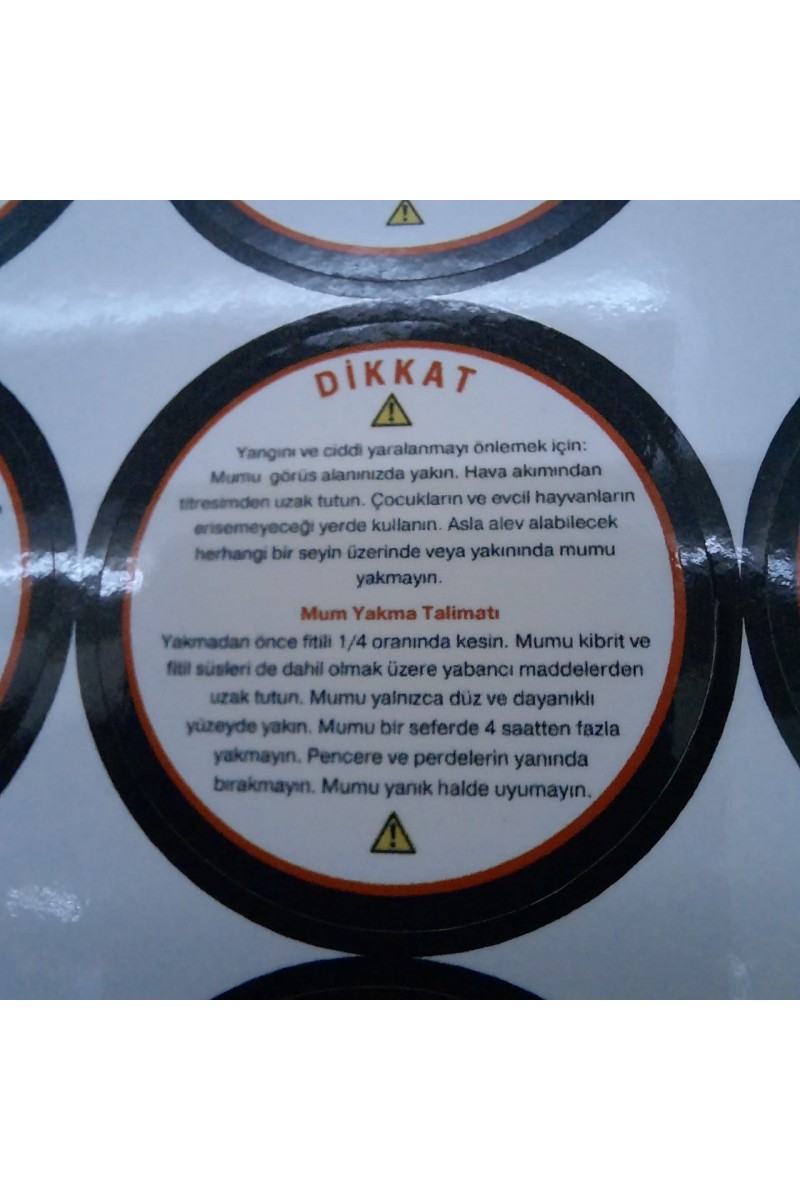 DİKKAT
Yangını ve ciddi yaralanmayı önlemek için:
Mumu görüs alanınızda yakın. Hava akımından
titresimden uzak tutun. Çocukların ve evcil hayvanların
erisemeyeceği yerde kullanın. Asla alev alabilecek
herhangi bir seyin üzerinde veya yakınında mumu
yakmayın.
Mum Yakma Talimatı
Yakmadan önce fitili 1/4 oranında kesin. Mumu kibrit ve
fitil süsleri de dahil olmak üzere yabancı maddelerden
uzak tutun. Mumu yalnızca düz ve dayanıklı
yüzeyde yakın. Mumu bir seferde 4 saatten fazla
yakmayın. Pencere ve perdelerin yanında
bırakmayın. Mumu yanık halde uyumayın.